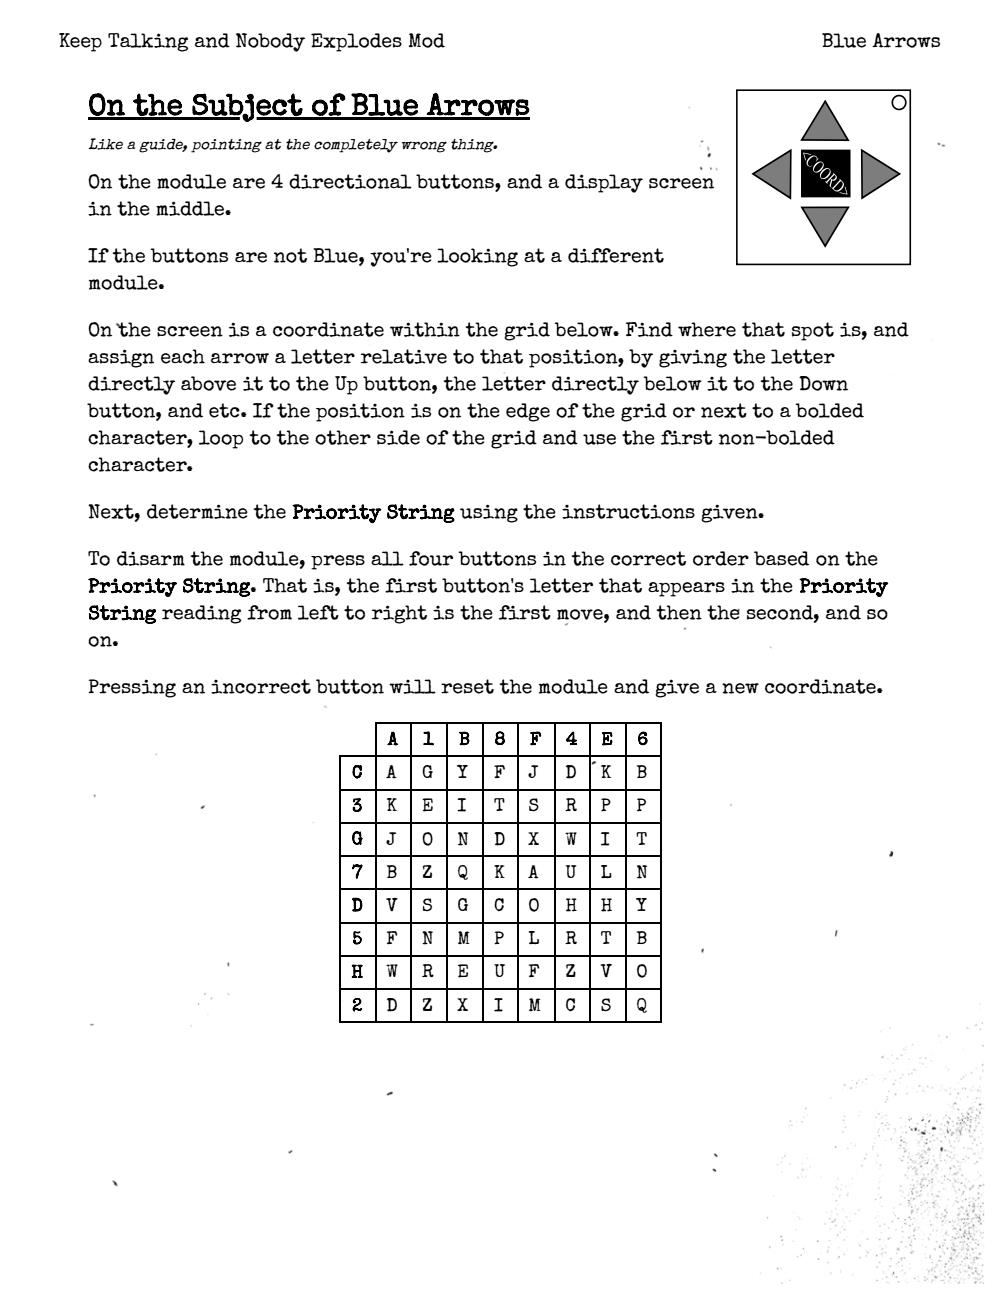 Keep Talking and Nobody Explodes Mod
Blue Arrows
On the Subject of Blue Arrows
Like a guide, pointing at the completely wrong thing.
<COORD>
On the module are 4 directional buttons, and a display screen
in the middle.
If the buttons are not Blue, you're looking at a different
module.
On the screen is a coordinate within the grid below. Find where that spot is, and
assign each arrow a letter relative to that position, by giving the letter
directly above it to the Up button, the letter directly below it to the Down
button, and etc. If the position is on the edge of the grid or next to a bolded
character, loop to the other side of the grid and use the first non-bolded
character.
Next, determine the Priority String using the instructions given.
To disarm the module, press all four buttons in the correct order based on the
Priority String. That is, the first button's letter that appears in the Priority
String reading from left to right is the first move, and then the second, and so
on.
Pressing an incorrect button will reset the module and give a new coordinate.
A 1 B 8 F 4 E 6
C A G Y F J D K B
3 K E I T S R P P
G J O N D X W I T
7 B Z Q K A U L N
D V S G C O H H Y
5 F N M P L R T B
H W R E U F Z V O
2 D Z X I M C S Q